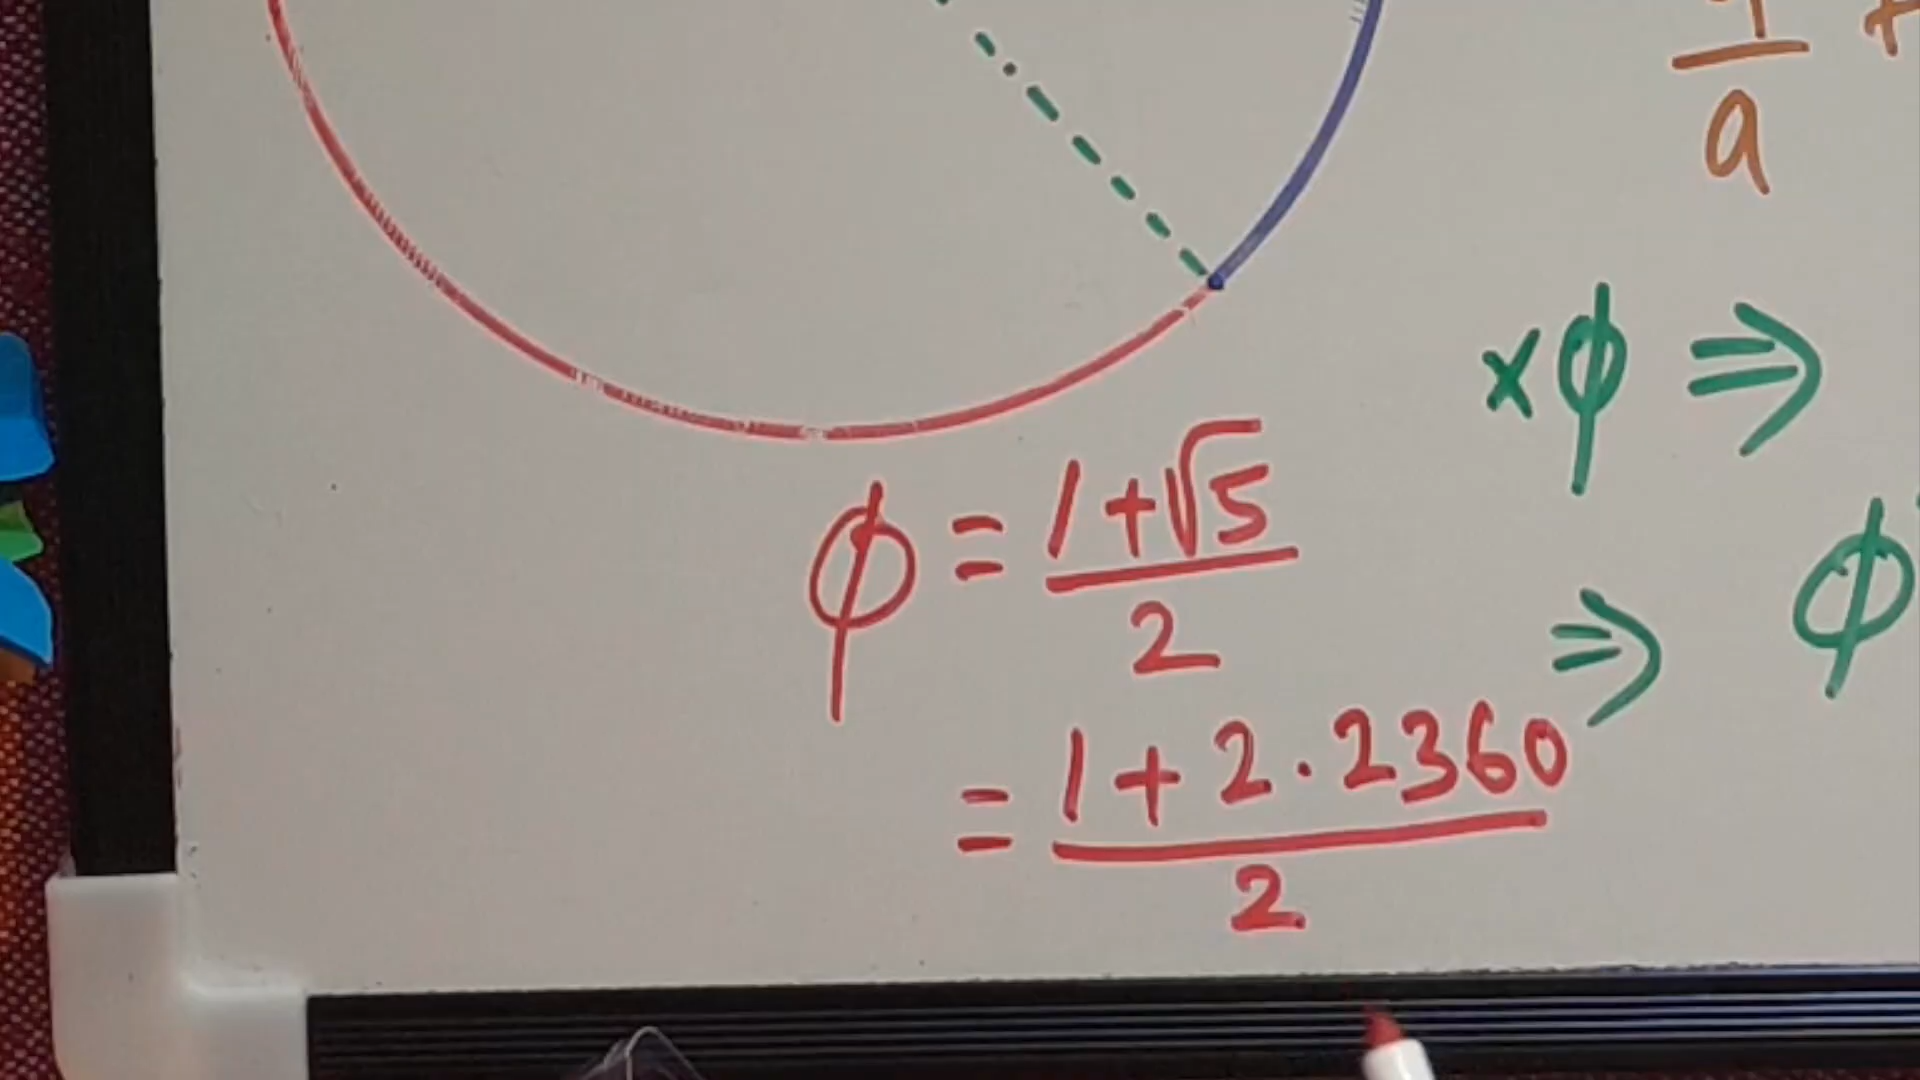 a
×ϕ ⇒
ϕ = 1+√5
2
⇒ ϕ
= 1+2.2360
2